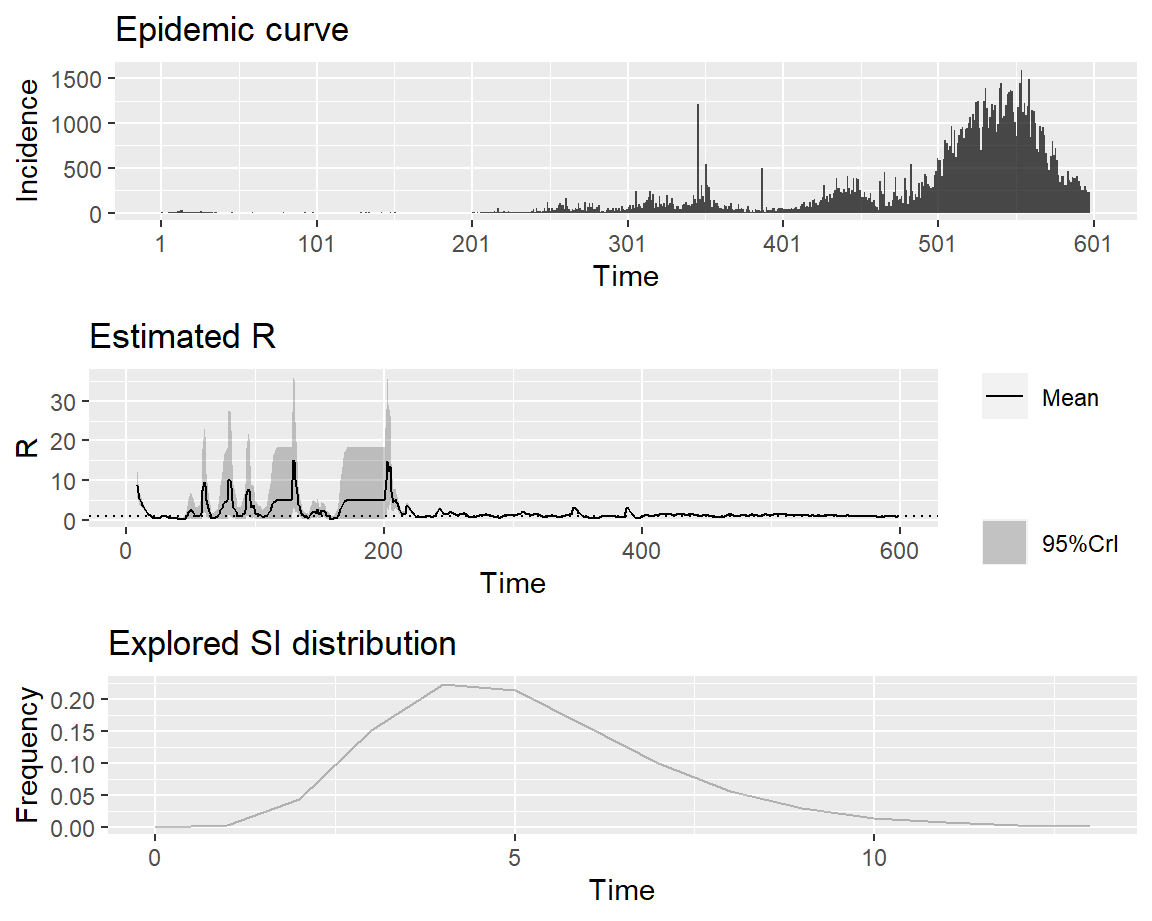 Epidemic curve
Incidence
1500
1000
500
0
1 101 201 301 401 501 601
Time
Estimated R
R
30
20
10
0
0 200 400 600
Time
Mean
95%CrI
Explored SI distribution
Frequency
0.20
0.15
0.10
0.05
0.00
0 5 10
Time